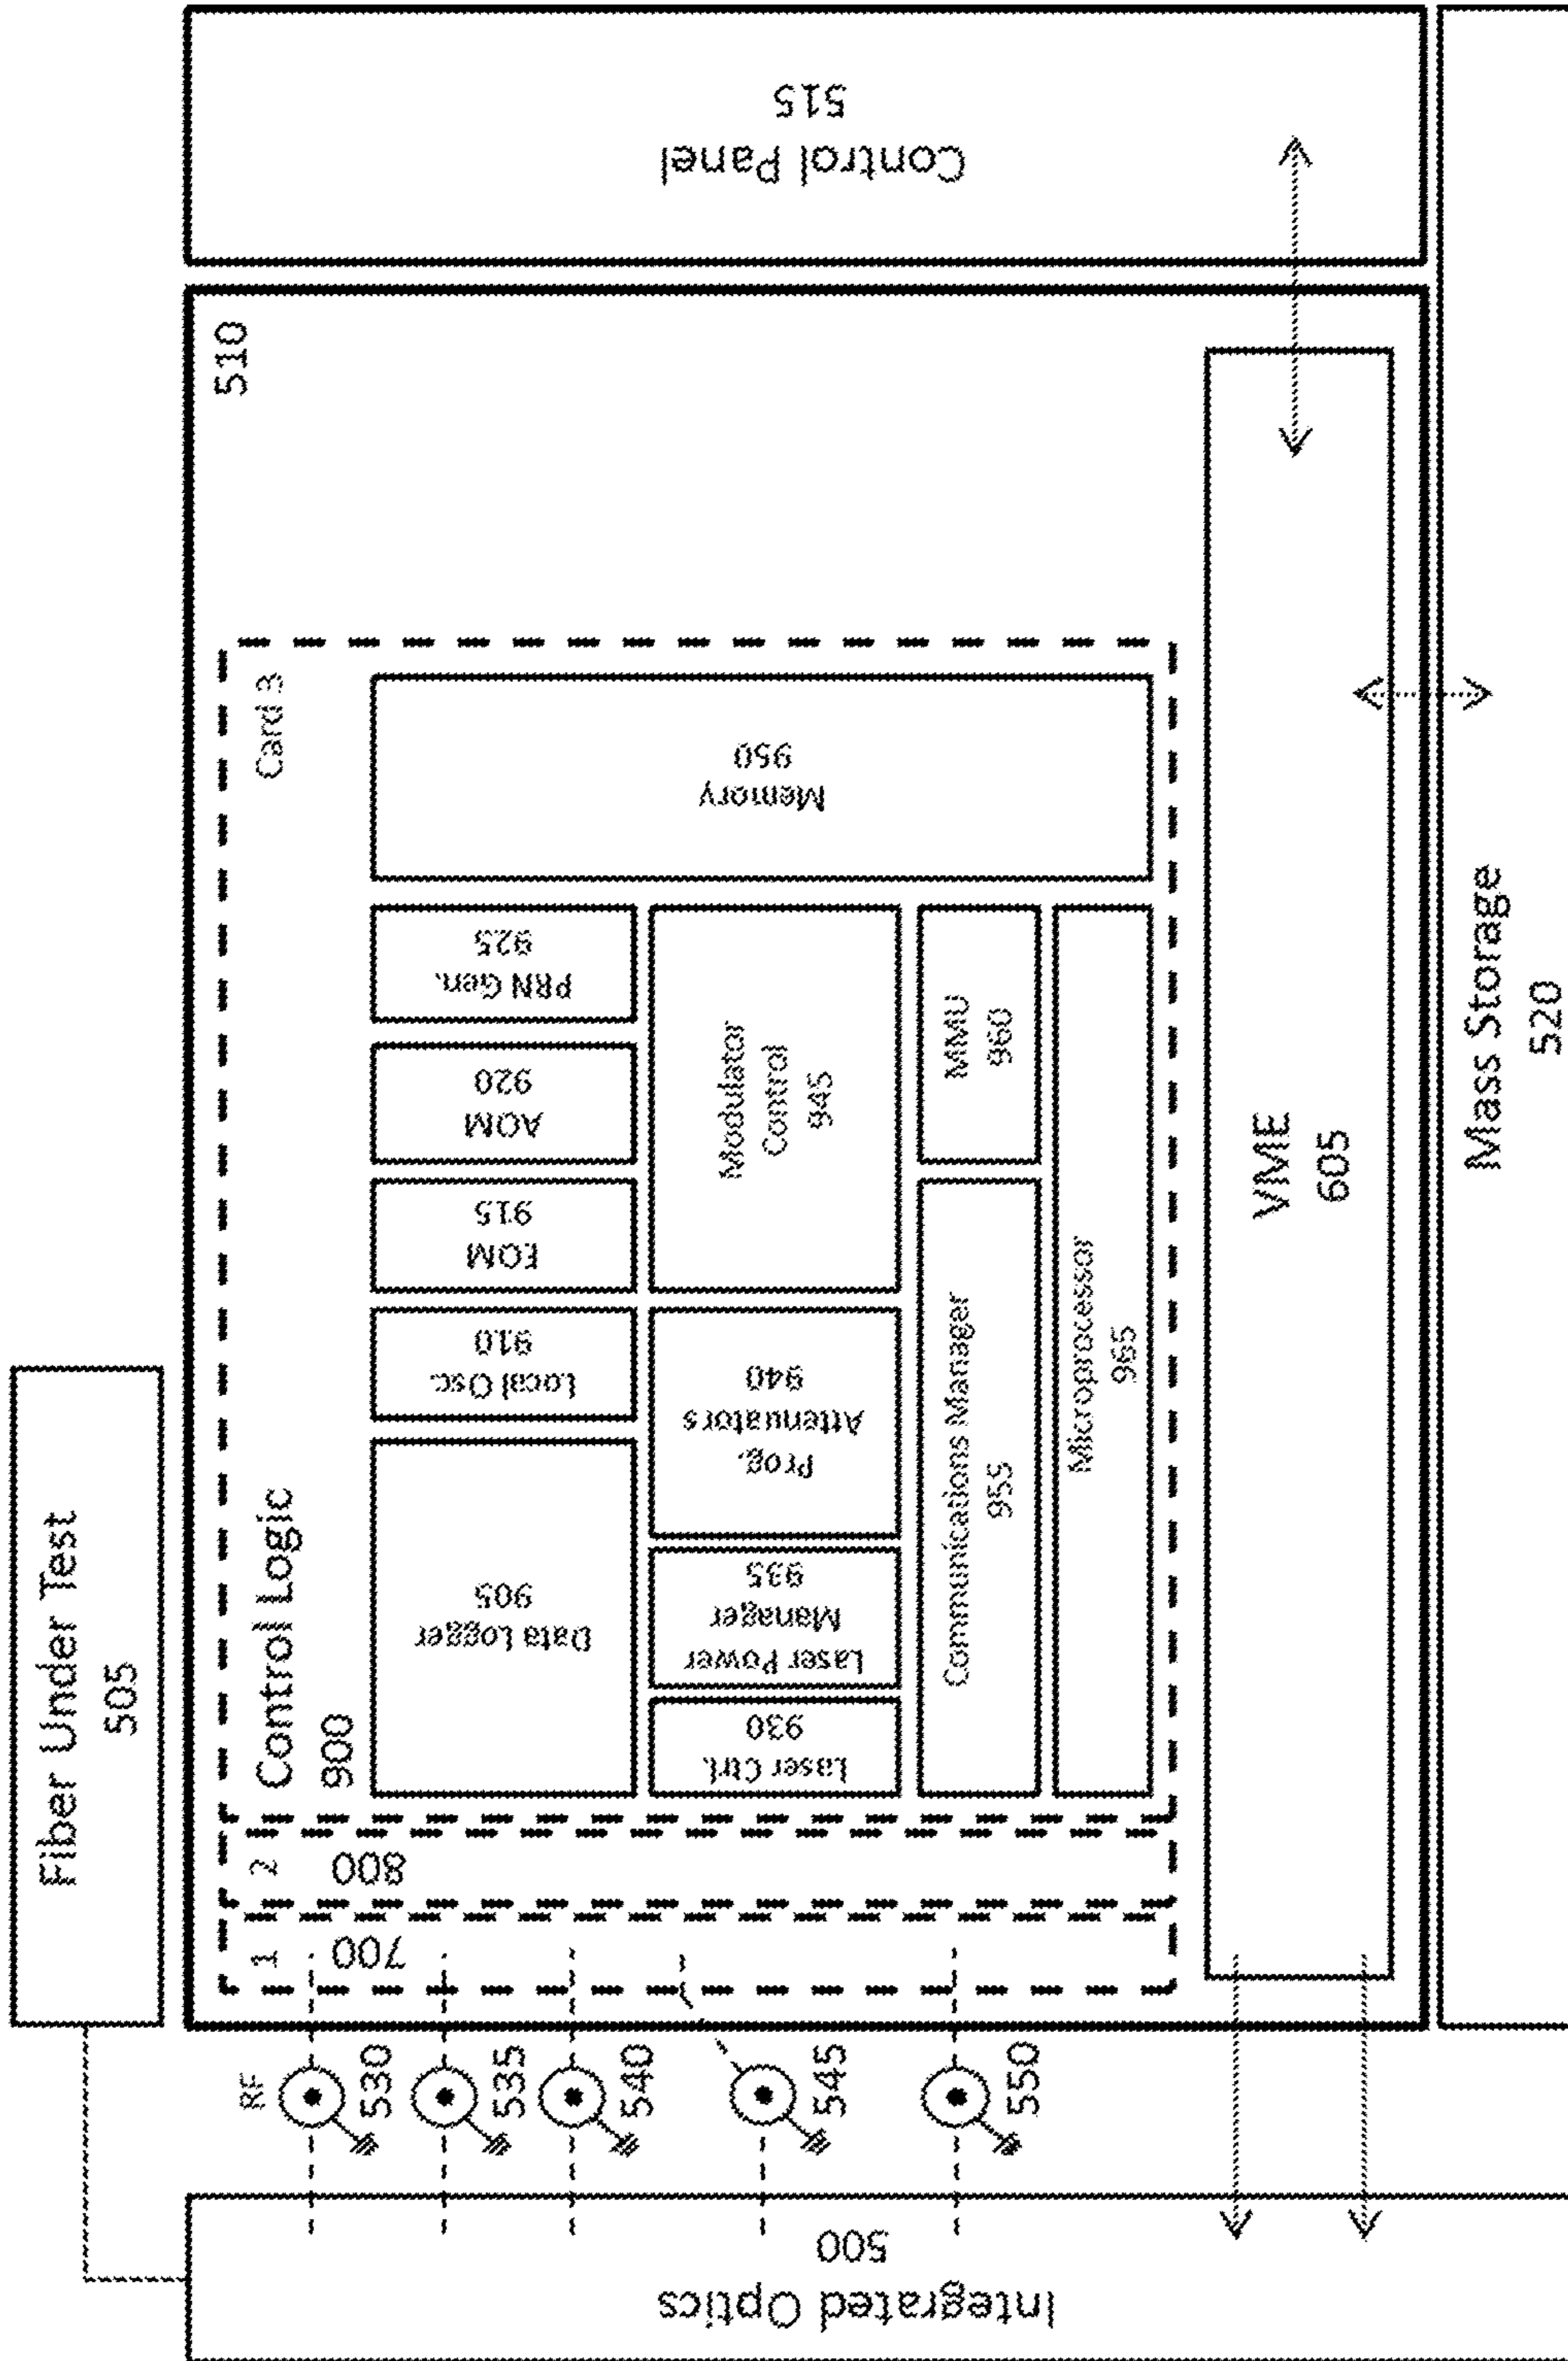 Fiber Under Test
505
Integrated Optics
500
RF
530
535
540
545
550
510
1
700
2
800
Control Logic
900
Card 3
Data Logger
905
Local Osc.
910
EOM
915
AOM
920
PRN Gen.
925
Laser Ctrl.
930
Laser Power
Manager
935
Prog.
Attenuators
940
Modulator
Control
945
Memory
950
Communications Manager
955
MMU
960
Microprocessor
965
VME
605
Control Panel
515
Mass Storage
520